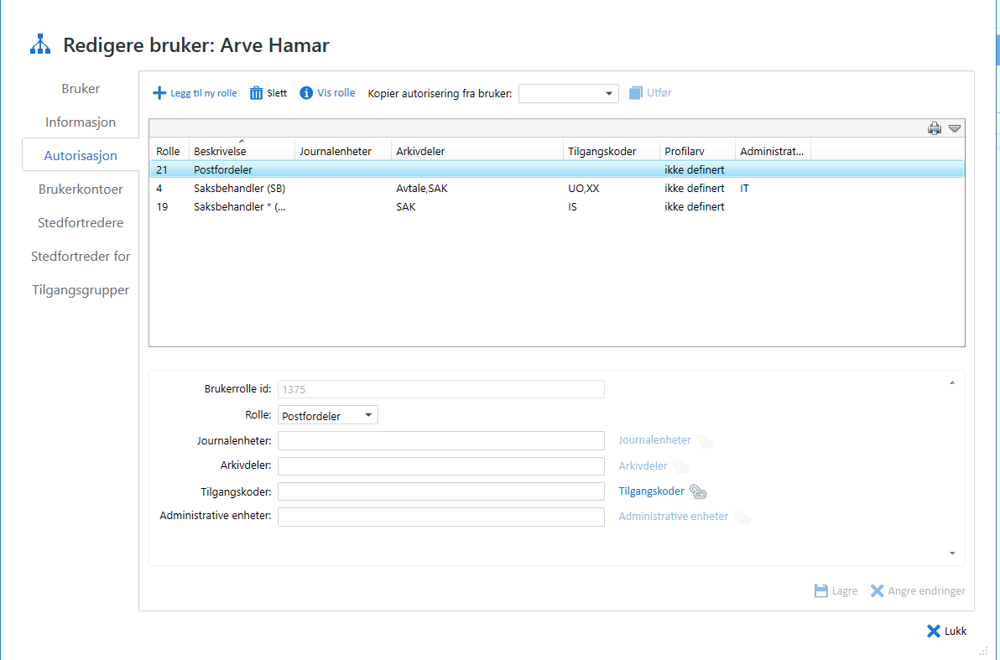 Redigere bruker: Arve Hamar
Bruker
Informasjon
Autorisasjon
Brukerkontoer
Stedfortredere
Stedfortreder for
Tilgangsgrupper
Legg til ny rolle Slett Vis rolle Kopier autorisering fra bruker: Utfør
Rolle Beskrivelse Journalenheter Arkivdeler Tilgangskoder Profilarv Administrat...
21 Postfordeler ikke definert
4 Saksbehandler (SB) Avtale,SAK UO,XX ikke definert IT
19 Saksbehandler * (... SAK IS ikke definert
Brukerrolle id: 1375
Rolle: Postfordeler
Journalenheter: Journalenheter
Arkivdeler: Arkivdeler
Tilgangskoder: Tilgangskoder
Administrative enheter: Administrative enheter
Lagre Angre endringer
Lukk